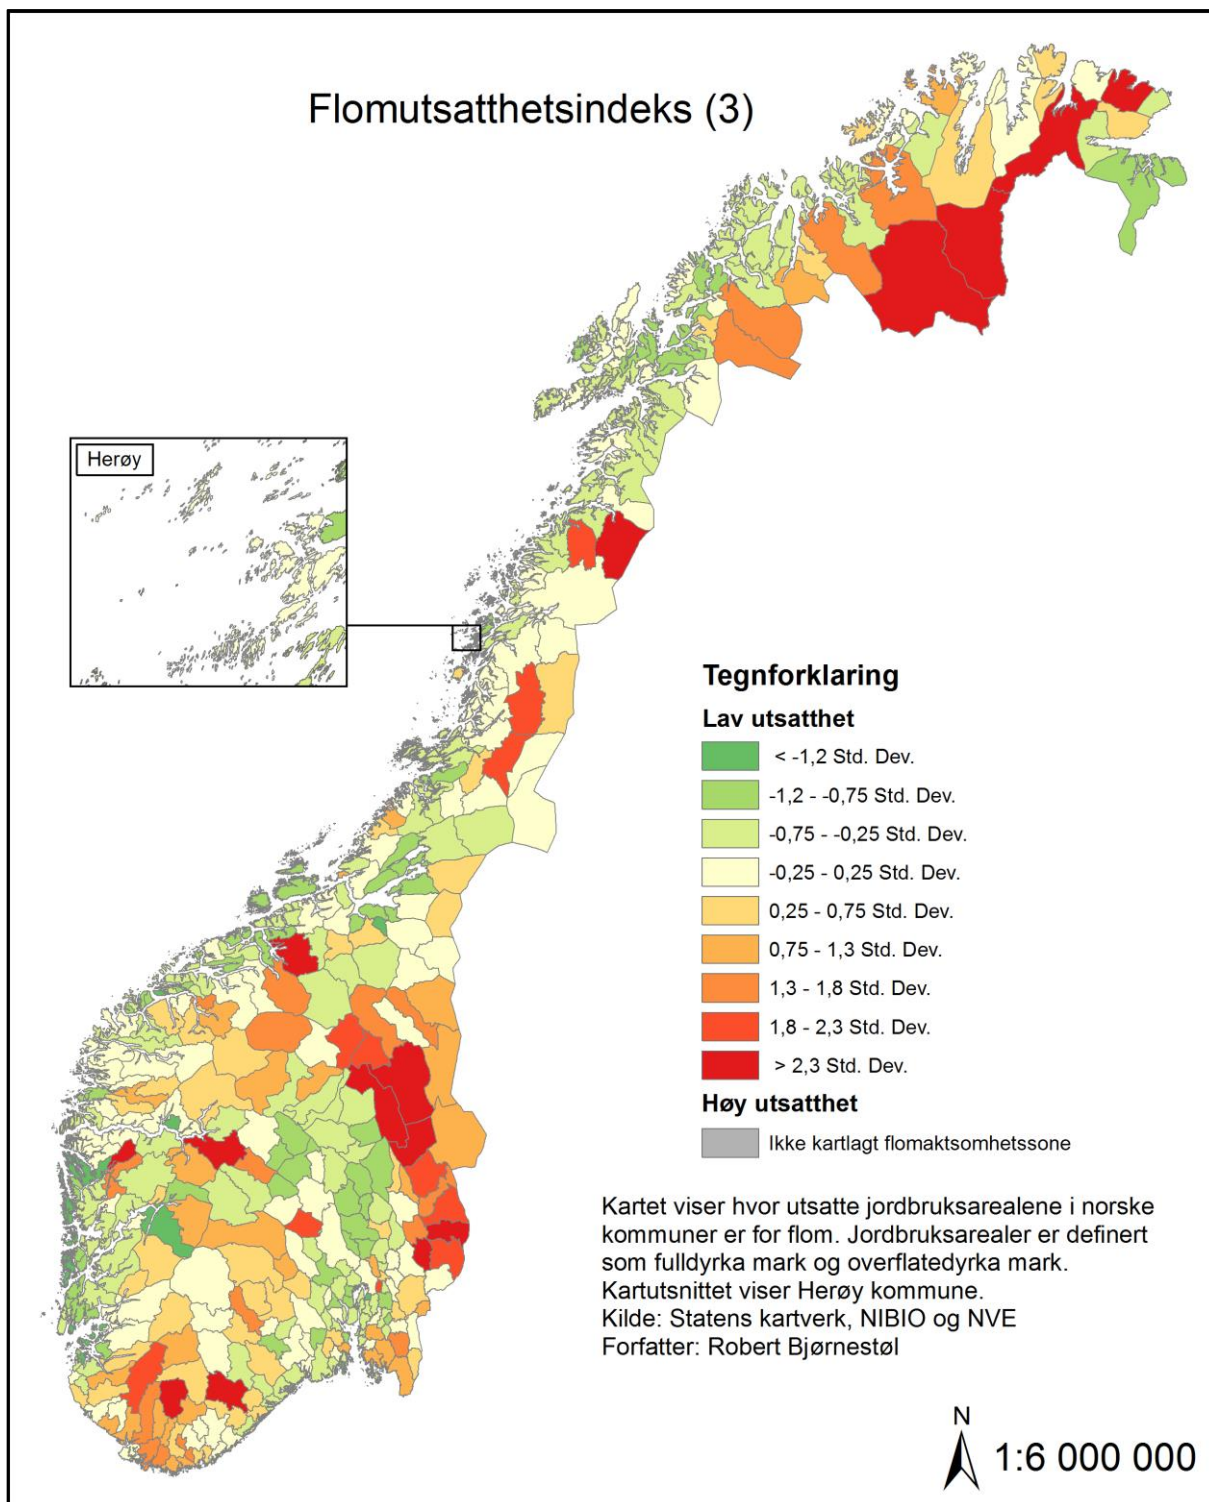 Flomutsatthetsindeks (3)
Herøy
Tegnforklaring
Lav utsatthet
< -1,2 Std. Dev.
-1,2 - -0,75 Std. Dev.
-0,75 - -0,25 Std. Dev.
-0,25 - 0,25 Std. Dev.
0,25 - 0,75 Std. Dev.
0,75 - 1,3 Std. Dev.
1,3 - 1,8 Std. Dev.
1,8 - 2,3 Std. Dev.
> 2,3 Std. Dev.
Høy utsatthet
Ikke kartlagt flomaktsomhetssone
Kartet viser hvor utsatte jordbruksarealene i norske
kommuner er for flom. Jordbruksarealer er definert
som fulldyrka mark og overflatedyrka mark.
Kartutsnittet viser Herøy kommune.
Kilde: Statens kartverk, NIBIO og NVE
Forfatter: Robert Bjørnestøl
N
1:6 000 000